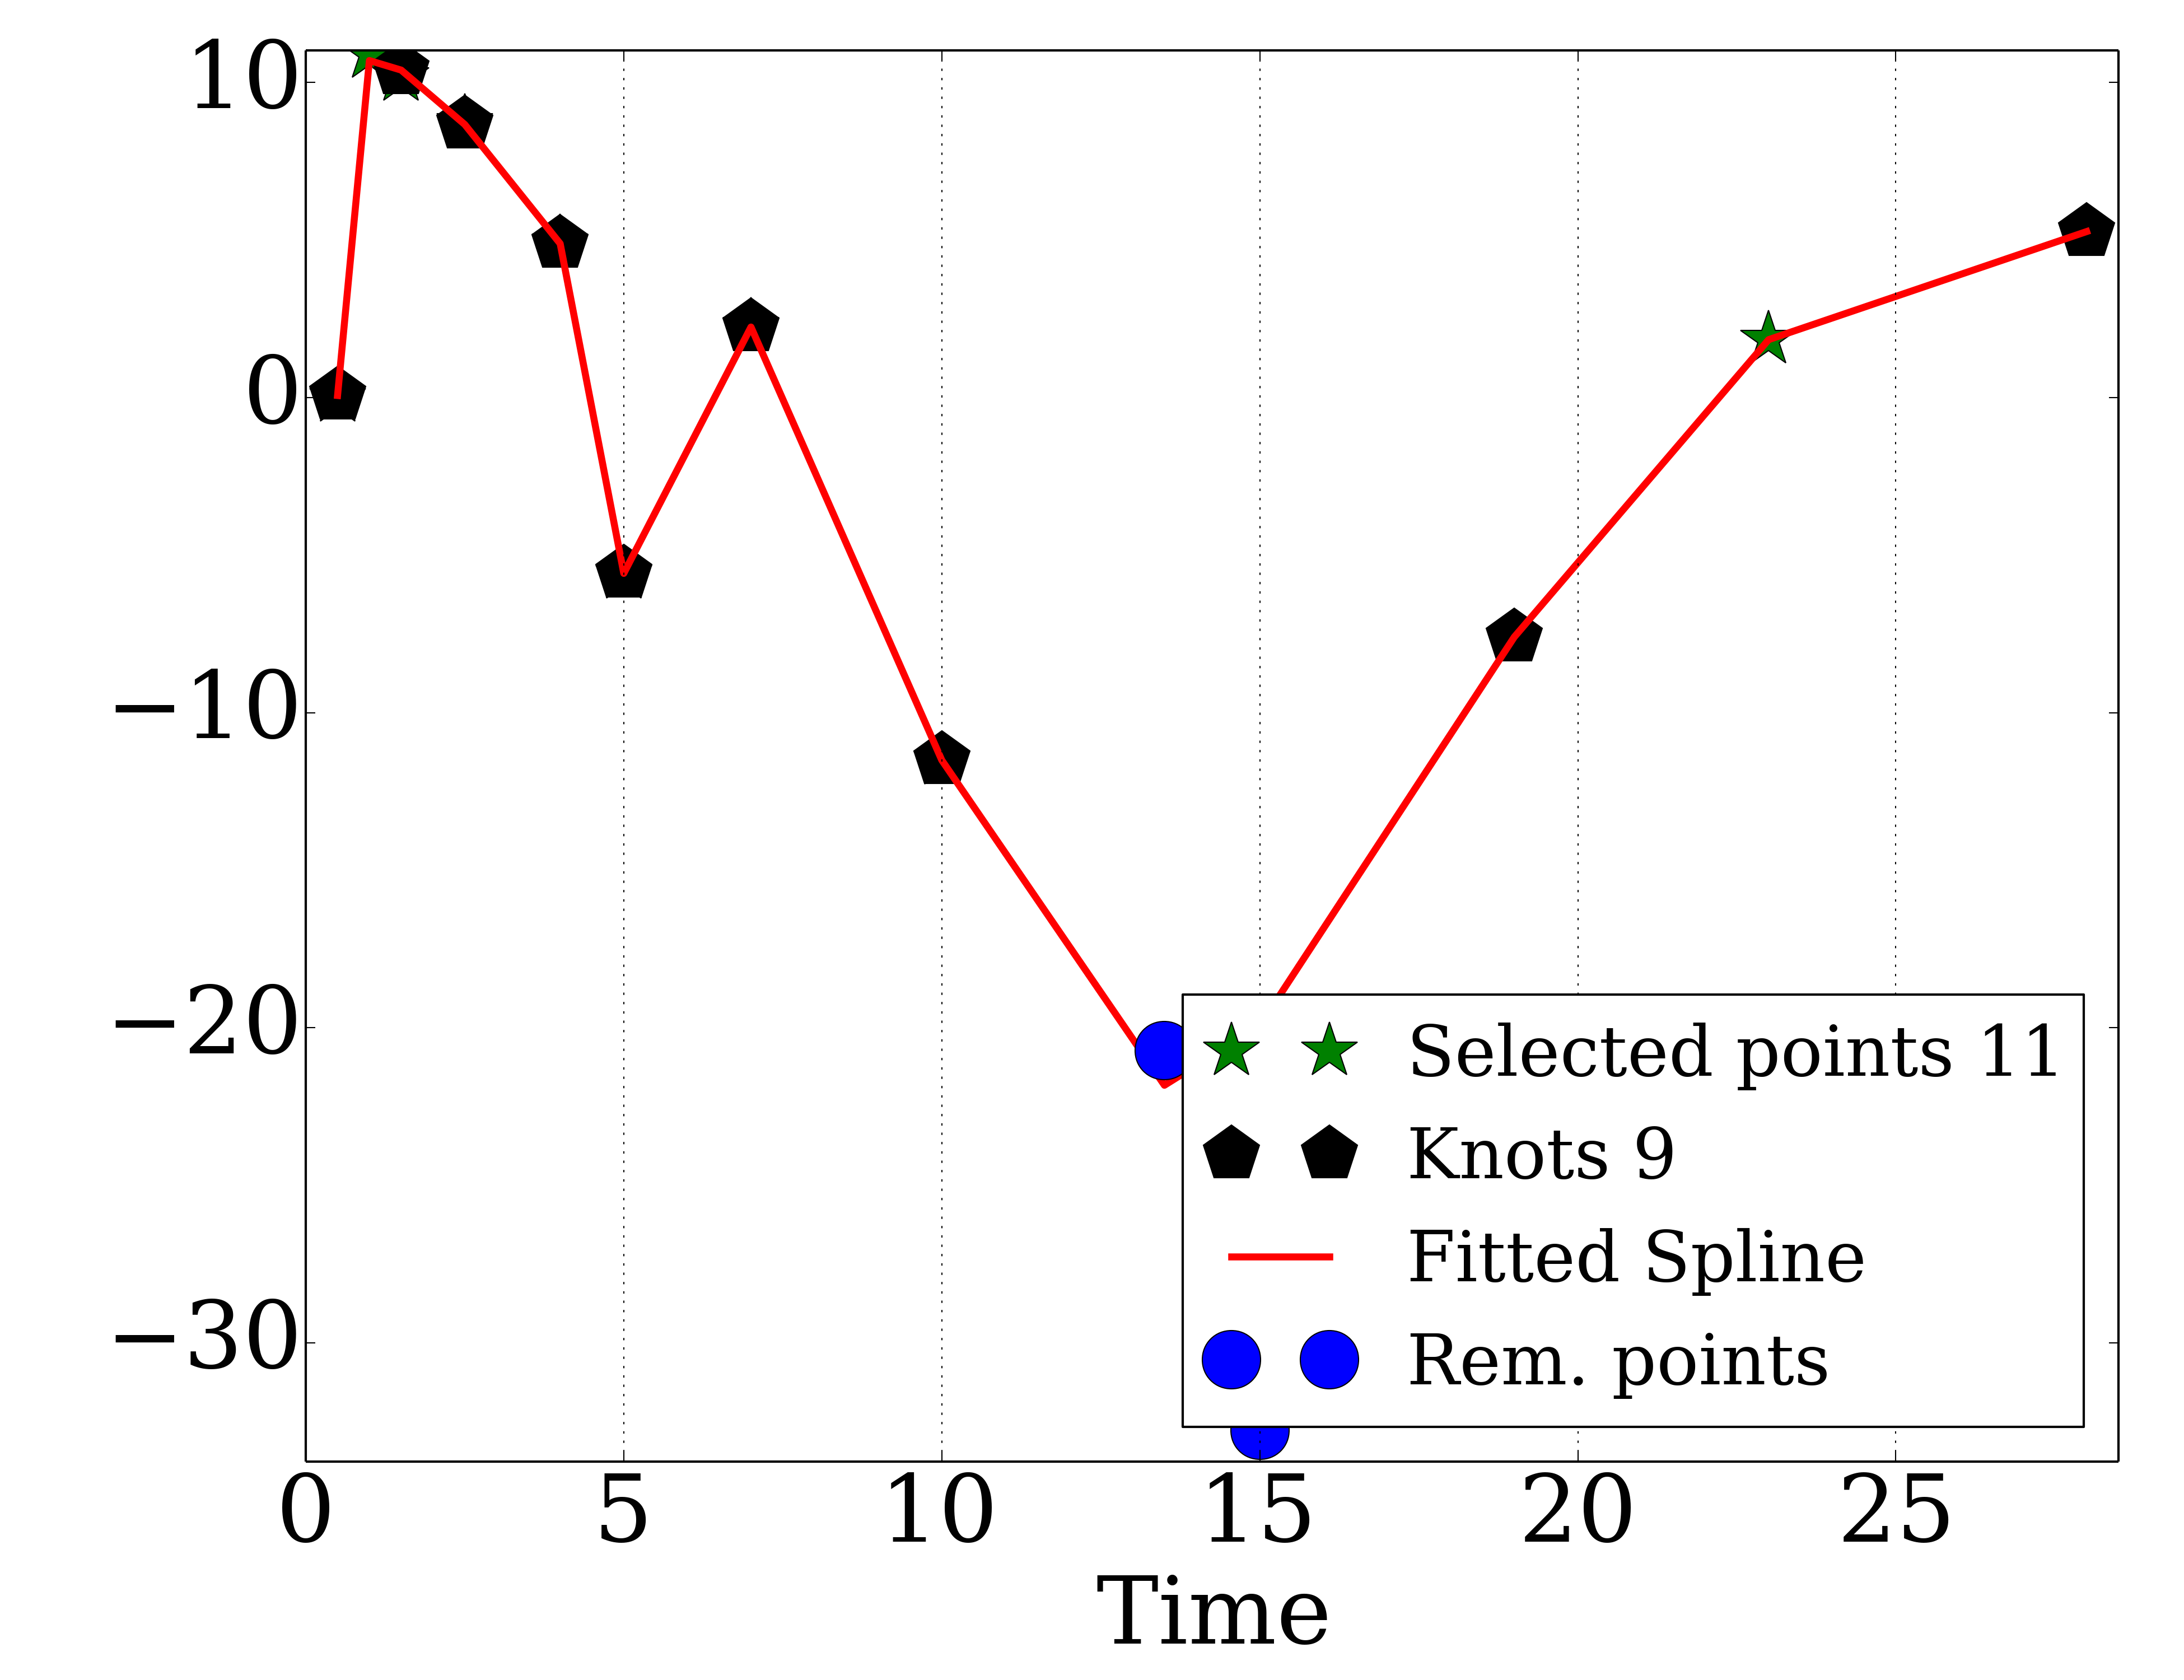 10
0
−10
−20
−30
Selected points 11
Knots 9
Fitted Spline
Rem. points
0 5 10 15 20 25
Time